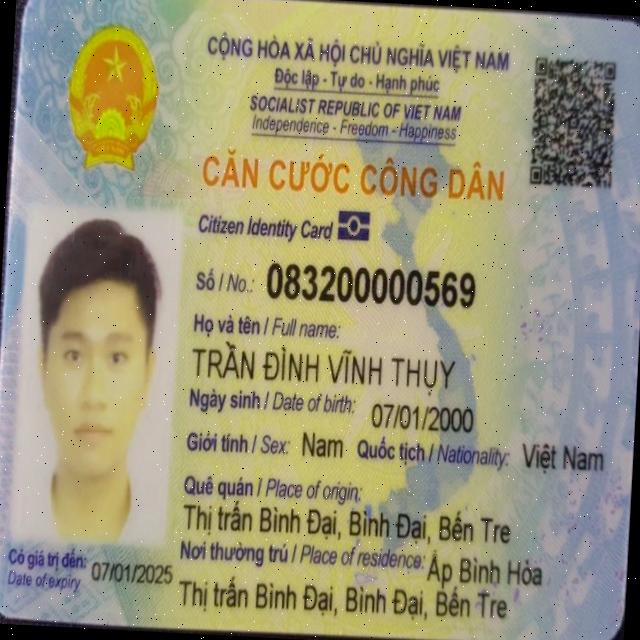 CỘNG HÒA XÃ HỘI CHỦ NGHĨA VIỆT NAM
Độc lập - Tự do - Hạnh phúc
SOCIALIST REPUBLIC OF VIET NAM
Independence - Freedom - Happiness
CĂN CƯỚC CÔNG DÂN
Citizen Identity Card
Số / No.: 083200000569
Họ và tên / Full name:
TRẦN ĐÌNH VĨNH THỤY
Ngày sinh / Date of birth: 07/01/2000
Giới tính / Sex: Nam Quốc tịch / Nationality: Việt Nam
Quê quán / Place of origin:
Thị trấn Bình Đại, Bình Đại, Bến Tre
Nơi thường trú / Place of residence: Ấp Bình Hòa
Thị trấn Bình Đại, Bình Đại, Bến Tre
Có giá trị đến: 07/01/2025
Date of expiry